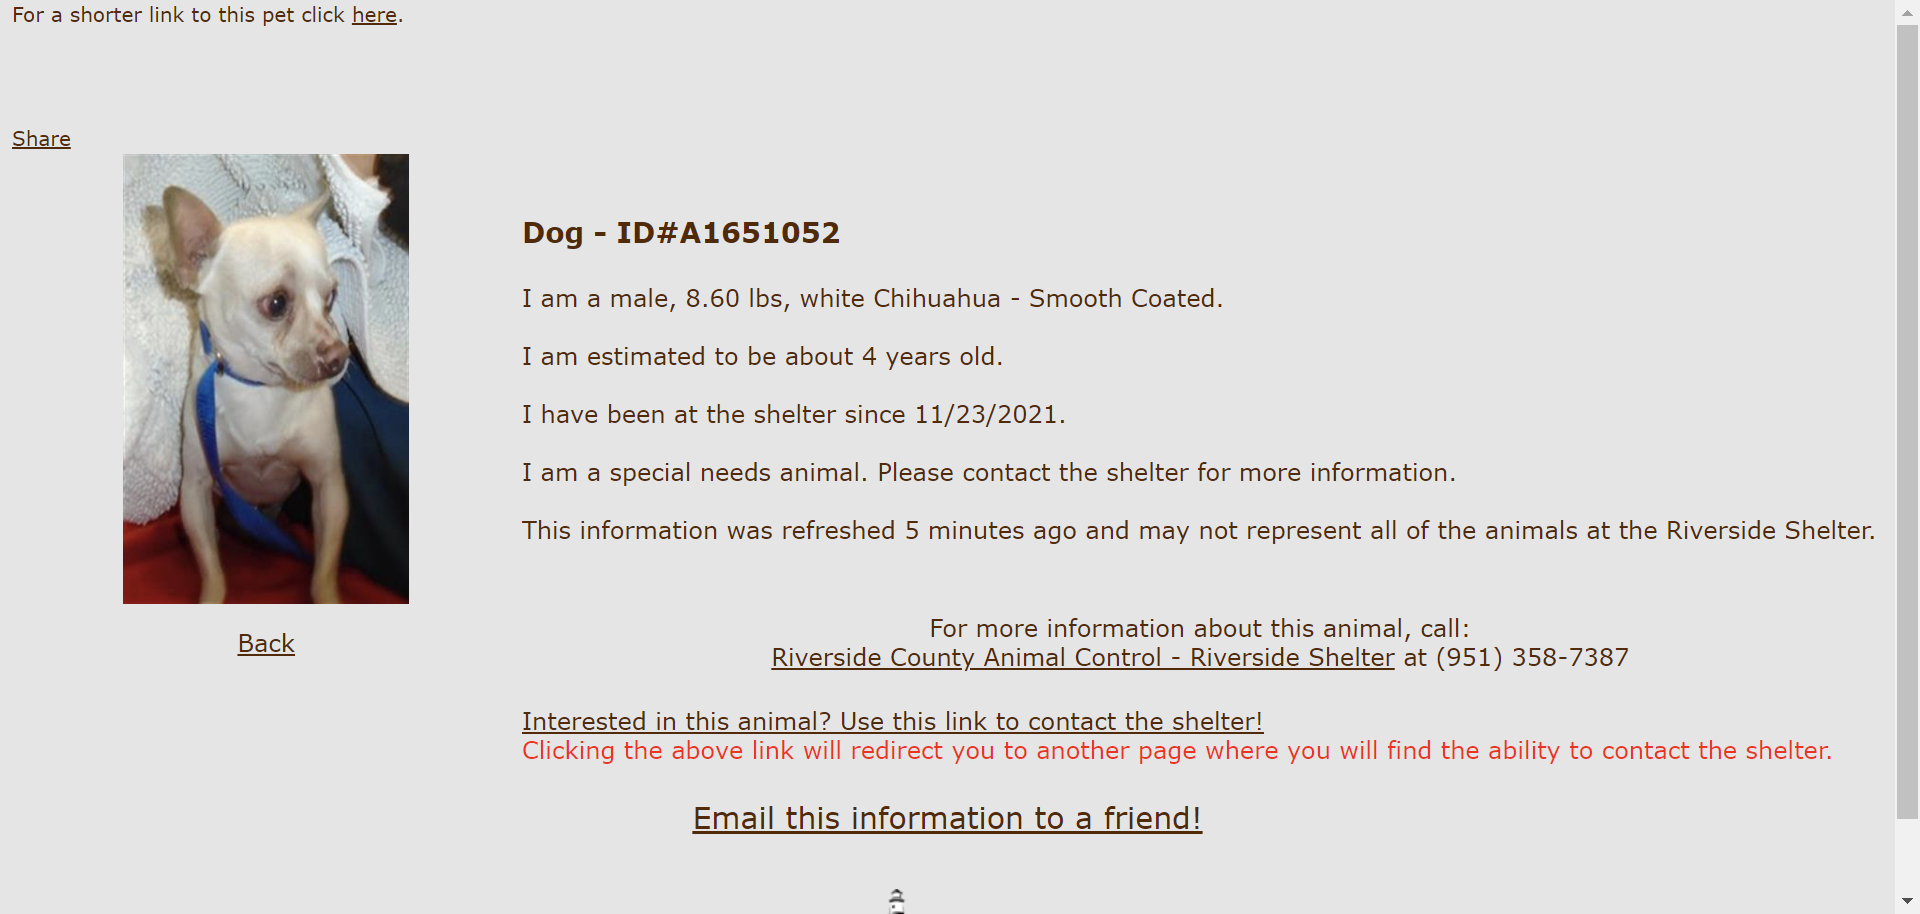 For a shorter link to this pet click here.
Share
Dog - ID#A1651052
I am a male, 8.60 lbs, white Chihuahua - Smooth Coated.
I am estimated to be about 4 years old.
I have been at the shelter since 11/23/2021.
I am a special needs animal. Please contact the shelter for more information.
This information was refreshed 5 minutes ago and may not represent all of the animals at the Riverside Shelter.
Back
For more information about this animal, call:
Riverside County Animal Control - Riverside Shelter at (951) 358-7387
Interested in this animal? Use this link to contact the shelter!
Clicking the above link will redirect you to another page where you will find the ability to contact the shelter.
Email this information to a friend!